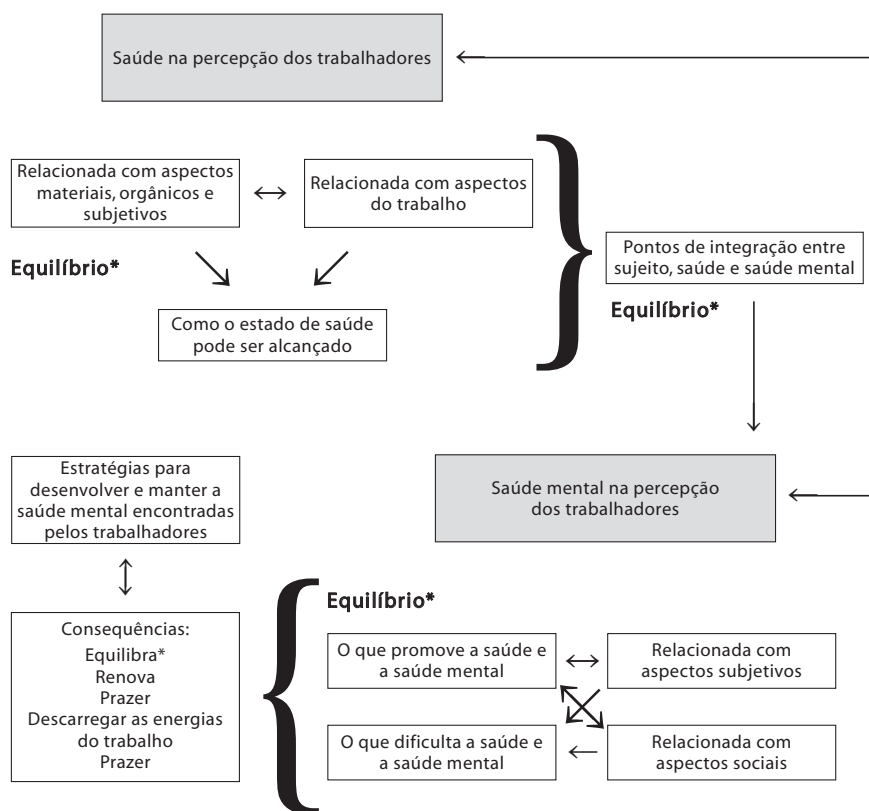 Saúde na percepção dos trabalhadores
Relacionada com aspectos
materiais, orgânicos e
subjetivos
Relacionada com aspectos
do trabalho
Equilíbrio*
Como o estado de saúde
pode ser alcançado
Pontos de integração entre
sujeito, saúde e saúde mental
Equilíbrio*
Saúde mental na percepção
dos trabalhadores
Estratégias para
desenvolver e manter a
saúde mental encontradas
pelos trabalhadores
Consequências:
Equilibra*
Renova
Prazer
Descarregar as energias
do trabalho
Prazer
Equilíbrio*
O que promove a saúde e
a saúde mental
Relacionada com
aspectos subjetivos
O que dificulta a saúde e
a saúde mental
Relacionada com
aspectos sociais